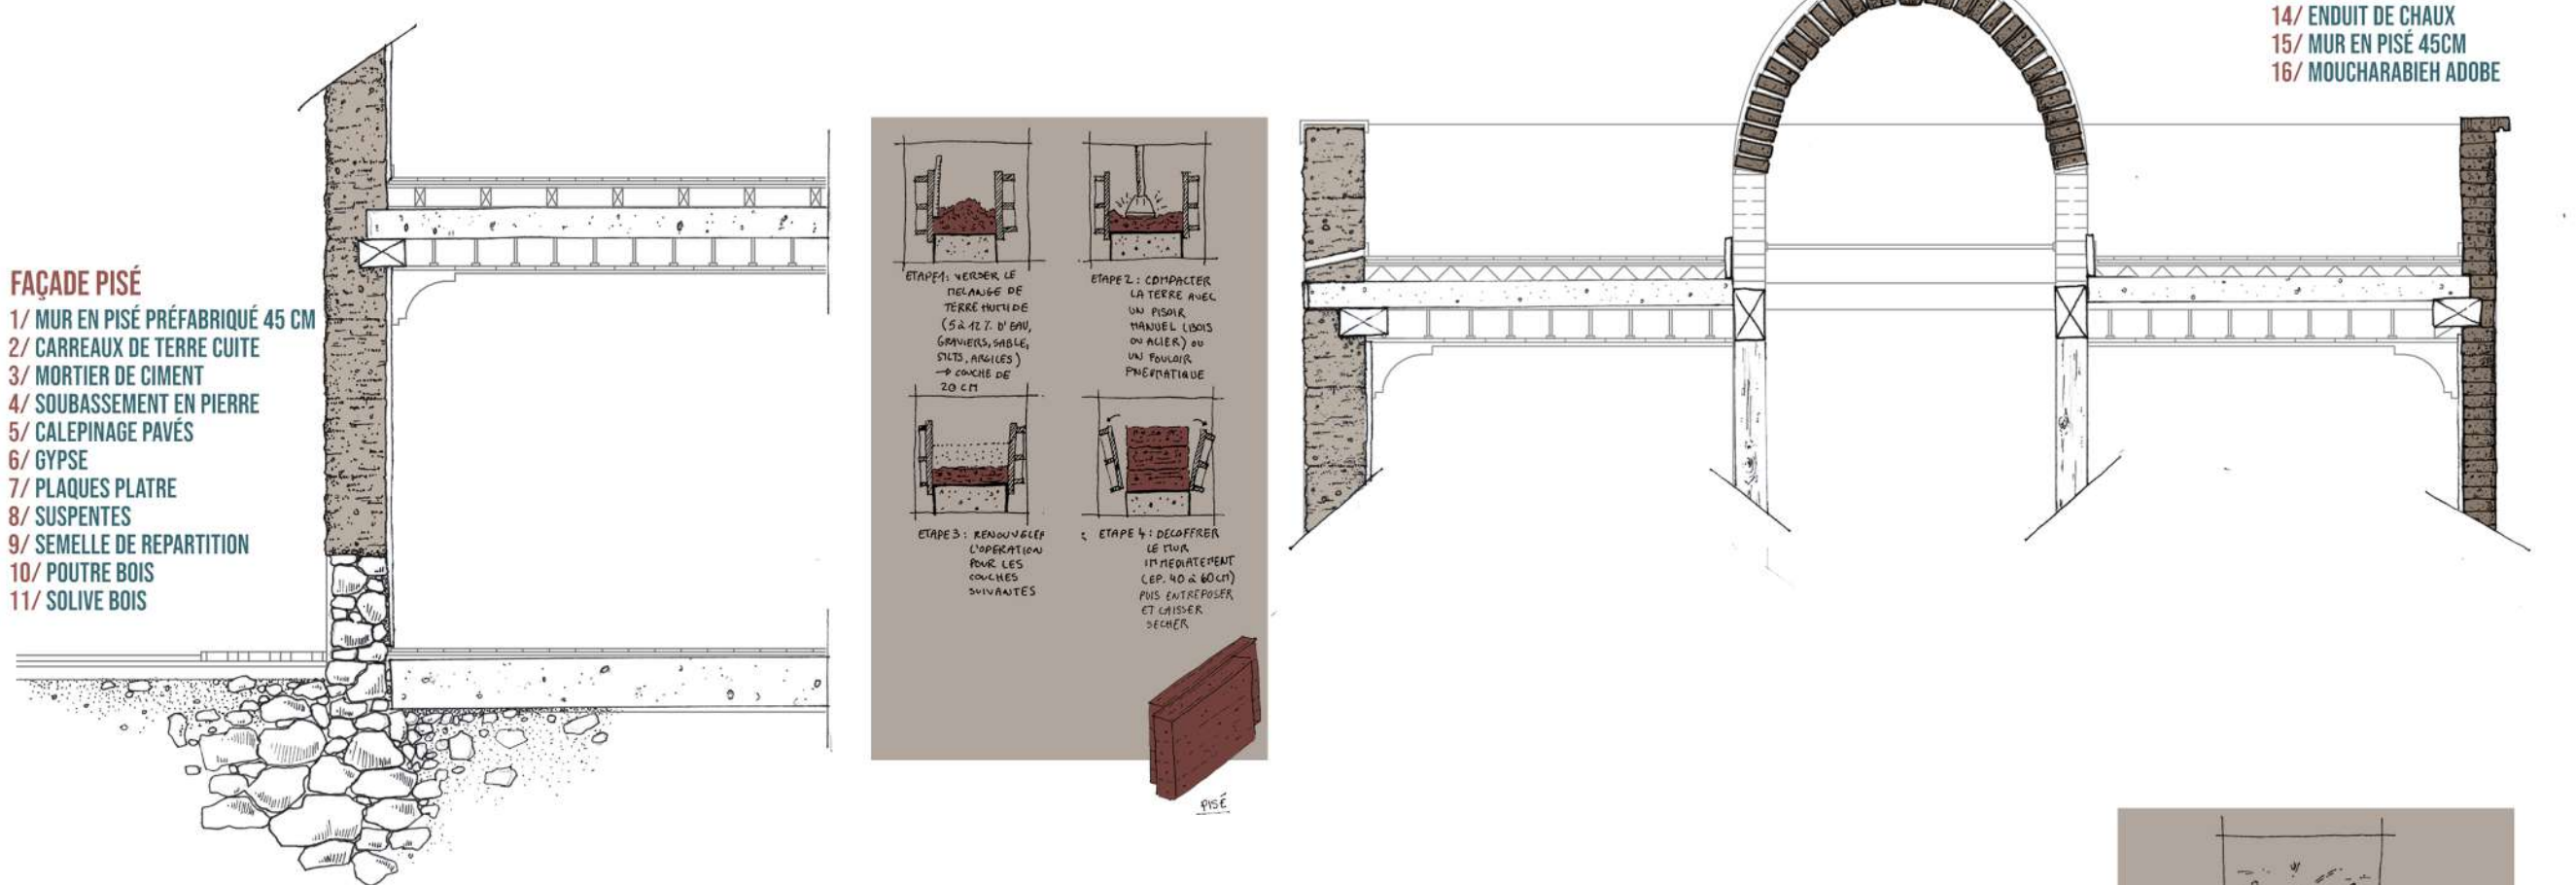 FAÇADE PISÉ
1/ MUR EN PISÉ PRÉFABRIQUÉ 45 CM
2/ CARREAUX DE TERRE CUITE
3/ MORTIER DE CIMENT
4/ SOUBASSEMENT EN PIERRE
5/ CALEPINAGE PAVÉS
6/ GYPSE
7/ PLAQUES PLATRE
8/ SUSPENTES
9/ SEMELLE DE REPARTITION
10/ POUTRE BOIS
11/ SOLIVE BOIS
ETAPE 1: VERSER LE
MELANGE DE
TERRE HUMIDE
(5 à 12 % D'EAU,
GRAVIERS, SABLE,
SILTS, ARGILES)
→ COUCHE DE
20 CM
ETAPE 2: COMPACTER
LA TERRE AVEC
UN PISOIR
MANUEL (BOIS
OU ACIER) OU
UN FOULOIR
PNEUMATIQUE
ETAPE 3: RENOUVELER
L'OPERATION
POUR LES
COUCHES
SUIVANTES
ETAPE 4: DECOFFRER
LE MUR
IMMEDIATEMENT
(EP. 40 à 60 CM)
PUIS ENTREPOSER
ET LAISSER
SECHER
PISÉ
14/ ENDUIT DE CHAUX
15/ MUR EN PISÉ 45CM
16/ MOUCHARABIEH ADOBE